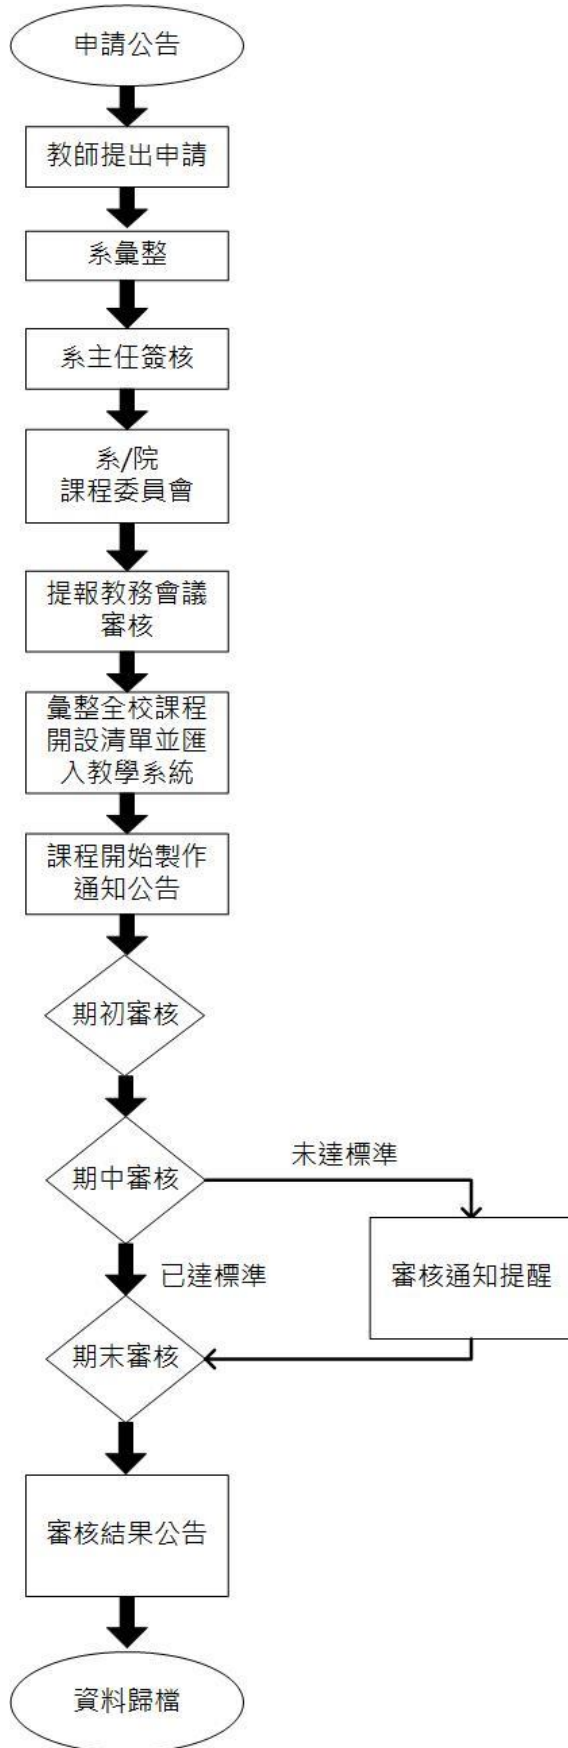 申請公告
教師提出申請
系彙整
系主任簽核
系/院
課程委員會
提報教務會議
審核
彙整全校課程
開設清單並匯
入教學系統
課程開始製作
通知公告
期初審核
期中審核
未達標準
已達標準
審核通知提醒
期末審核
審核結果公告
資料歸檔